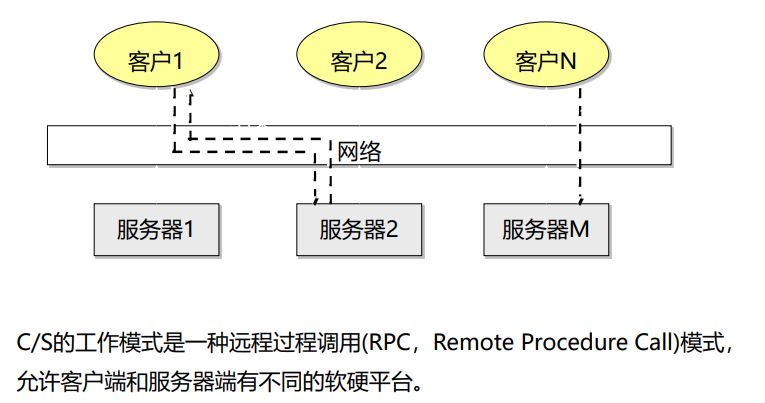 客户1
客户2
客户N
网络
服务器1
服务器2
服务器M
C/S的工作模式是一种远程过程调用(RPC，Remote Procedure Call)模式，
允许客户端和服务器端有不同的软硬平台。